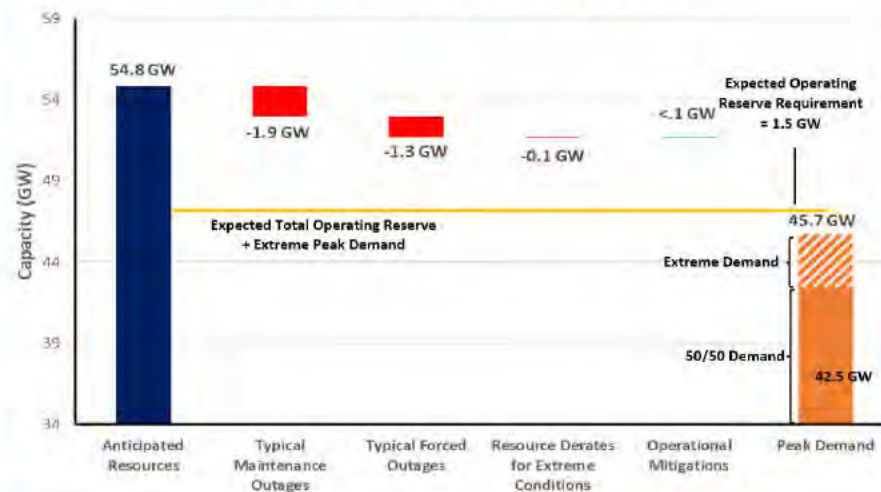 59
54
49
44
39
34
Capacity (GW)
54.8 GW
-1.9 GW
-1.3 GW
-0.1 GW
<.1 GW
Expected Operating
Reserve Requirement
= 1.5 GW
Expected Total Operating Reserve
+ Extreme Peak Demand
45.7 GW
Extreme Demand
50/50 Demand
42.5 GW
Anticipated
Resources
Typical
Maintenance
Outages
Typical Forced
Outages
Resource Derates
for Extreme
Conditions
Operational
Mitigations
Peak Demand